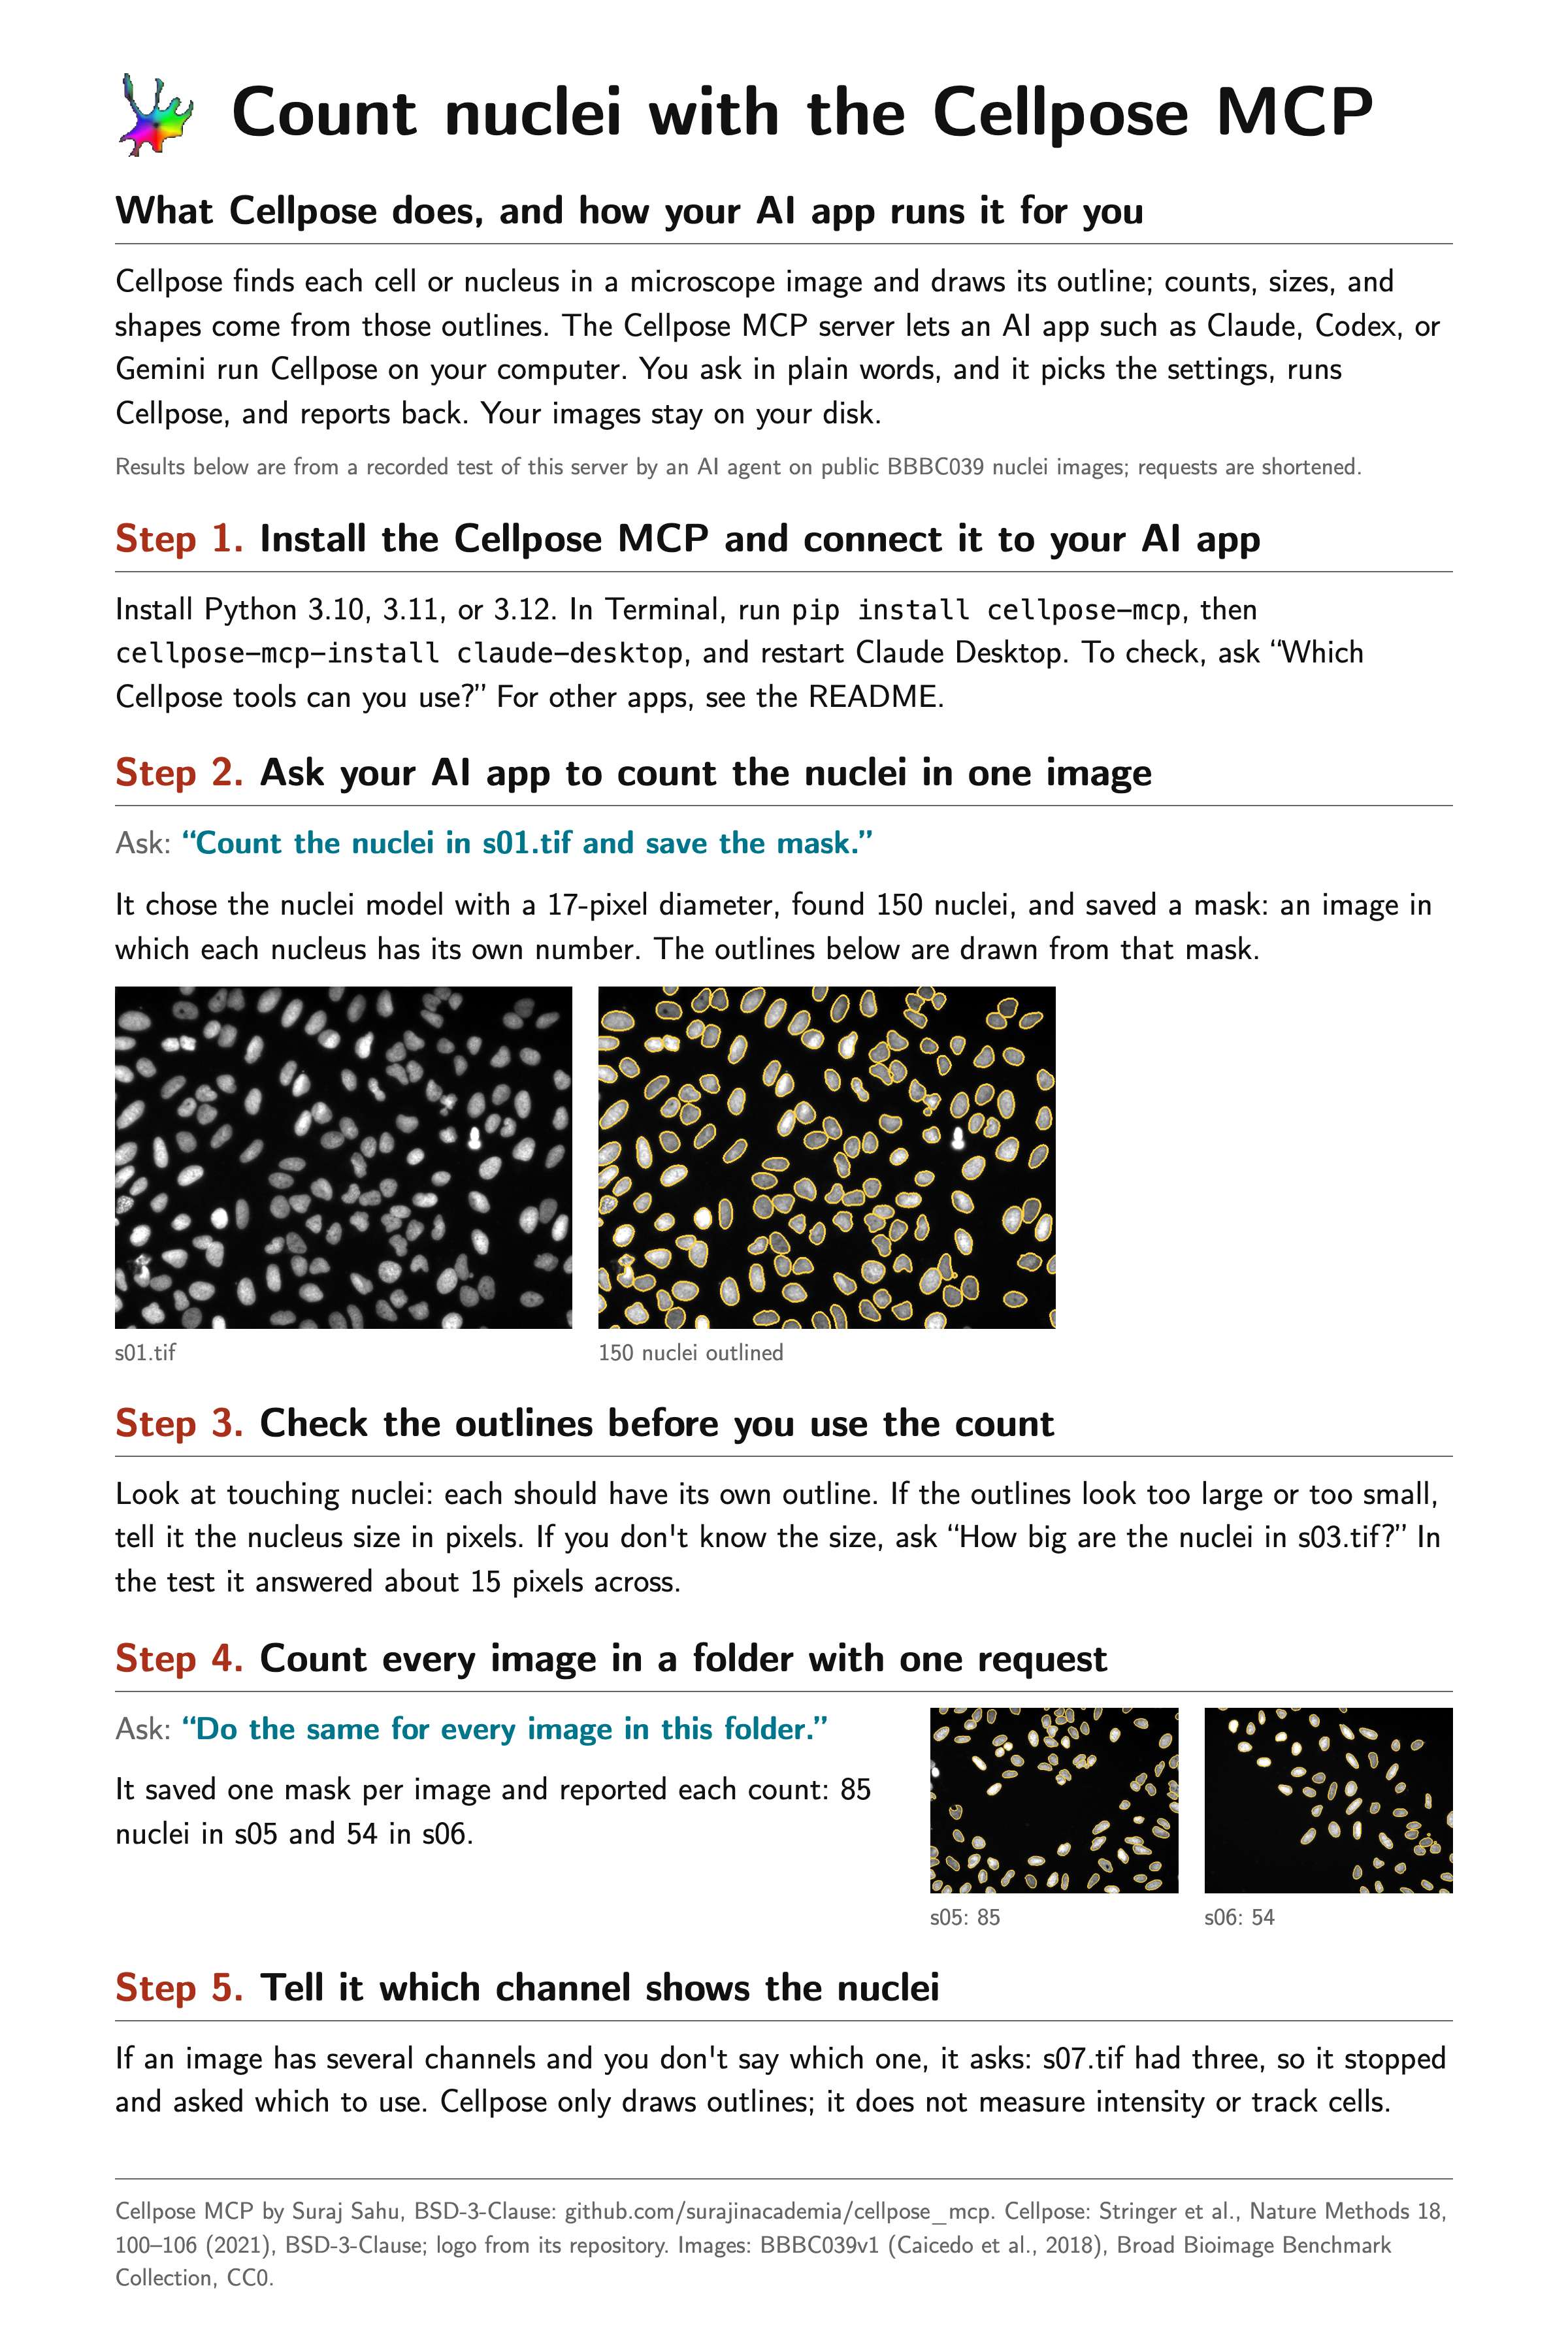 Count nuclei with the Cellpose MCP
What Cellpose does, and how your AI app runs it for you
Cellpose finds each cell or nucleus in a microscope image and draws its outline; counts, sizes, and
shapes come from those outlines. The Cellpose MCP server lets an AI app such as Claude, Codex, or
Gemini run Cellpose on your computer. You ask in plain words, and it picks the settings, runs
Cellpose, and reports back. Your images stay on your disk.
Results below are from a recorded test of this server by an AI agent on public BBBC039 nuclei images; requests are shortened.
Step 1. Install the Cellpose MCP and connect it to your AI app
Install Python 3.10, 3.11, or 3.12. In Terminal, run pip install cellpose-mcp, then
cellpose-mcp-install claude-desktop, and restart Claude Desktop. To check, ask “Which
Cellpose tools can you use?” For other apps, see the README.
Step 2. Ask your AI app to count the nuclei in one image
Ask: “Count the nuclei in s01.tif and save the mask.”
It chose the nuclei model with a 17-pixel diameter, found 150 nuclei, and saved a mask: an image in
which each nucleus has its own number. The outlines below are drawn from that mask.
s01.tif
150 nuclei outlined
Step 3. Check the outlines before you use the count
Look at touching nuclei: each should have its own outline. If the outlines look too large or too small,
tell it the nucleus size in pixels. If you don't know the size, ask “How big are the nuclei in s03.tif?” In
the test it answered about 15 pixels across.
Step 4. Count every image in a folder with one request
Ask: “Do the same for every image in this folder.”
It saved one mask per image and reported each count: 85
nuclei in s05 and 54 in s06.
s05: 85
s06: 54
Step 5. Tell it which channel shows the nuclei
If an image has several channels and you don't say which one, it asks: s07.tif had three, so it stopped
and asked which to use. Cellpose only draws outlines; it does not measure intensity or track cells.
Cellpose MCP by Suraj Sahu, BSD-3-Clause: github.com/surajinacademia/cellpose_mcp. Cellpose: Stringer et al., Nature Methods 18,
100–106 (2021), BSD-3-Clause; logo from its repository. Images: BBBC039v1 (Caicedo et al., 2018), Broad Bioimage Benchmark
Collection, CC0.